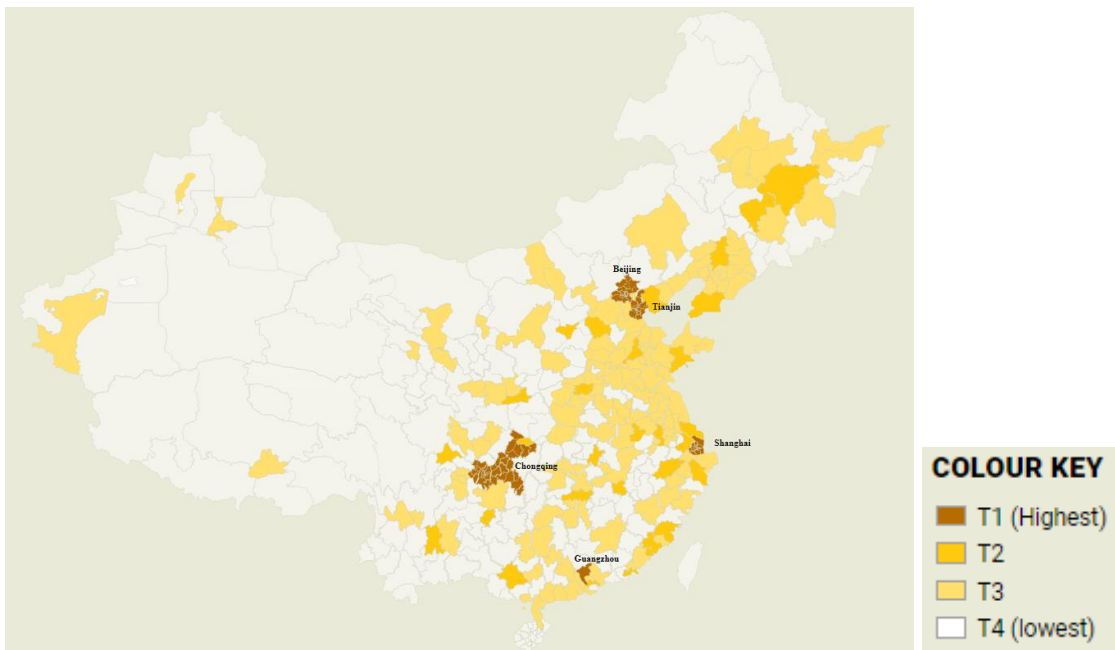 Beijing
Tianjin
Shanghai
Chongqing
Guangzhou
COLOUR KEY
T1 (Highest)
T2
T3
T4 (lowest)